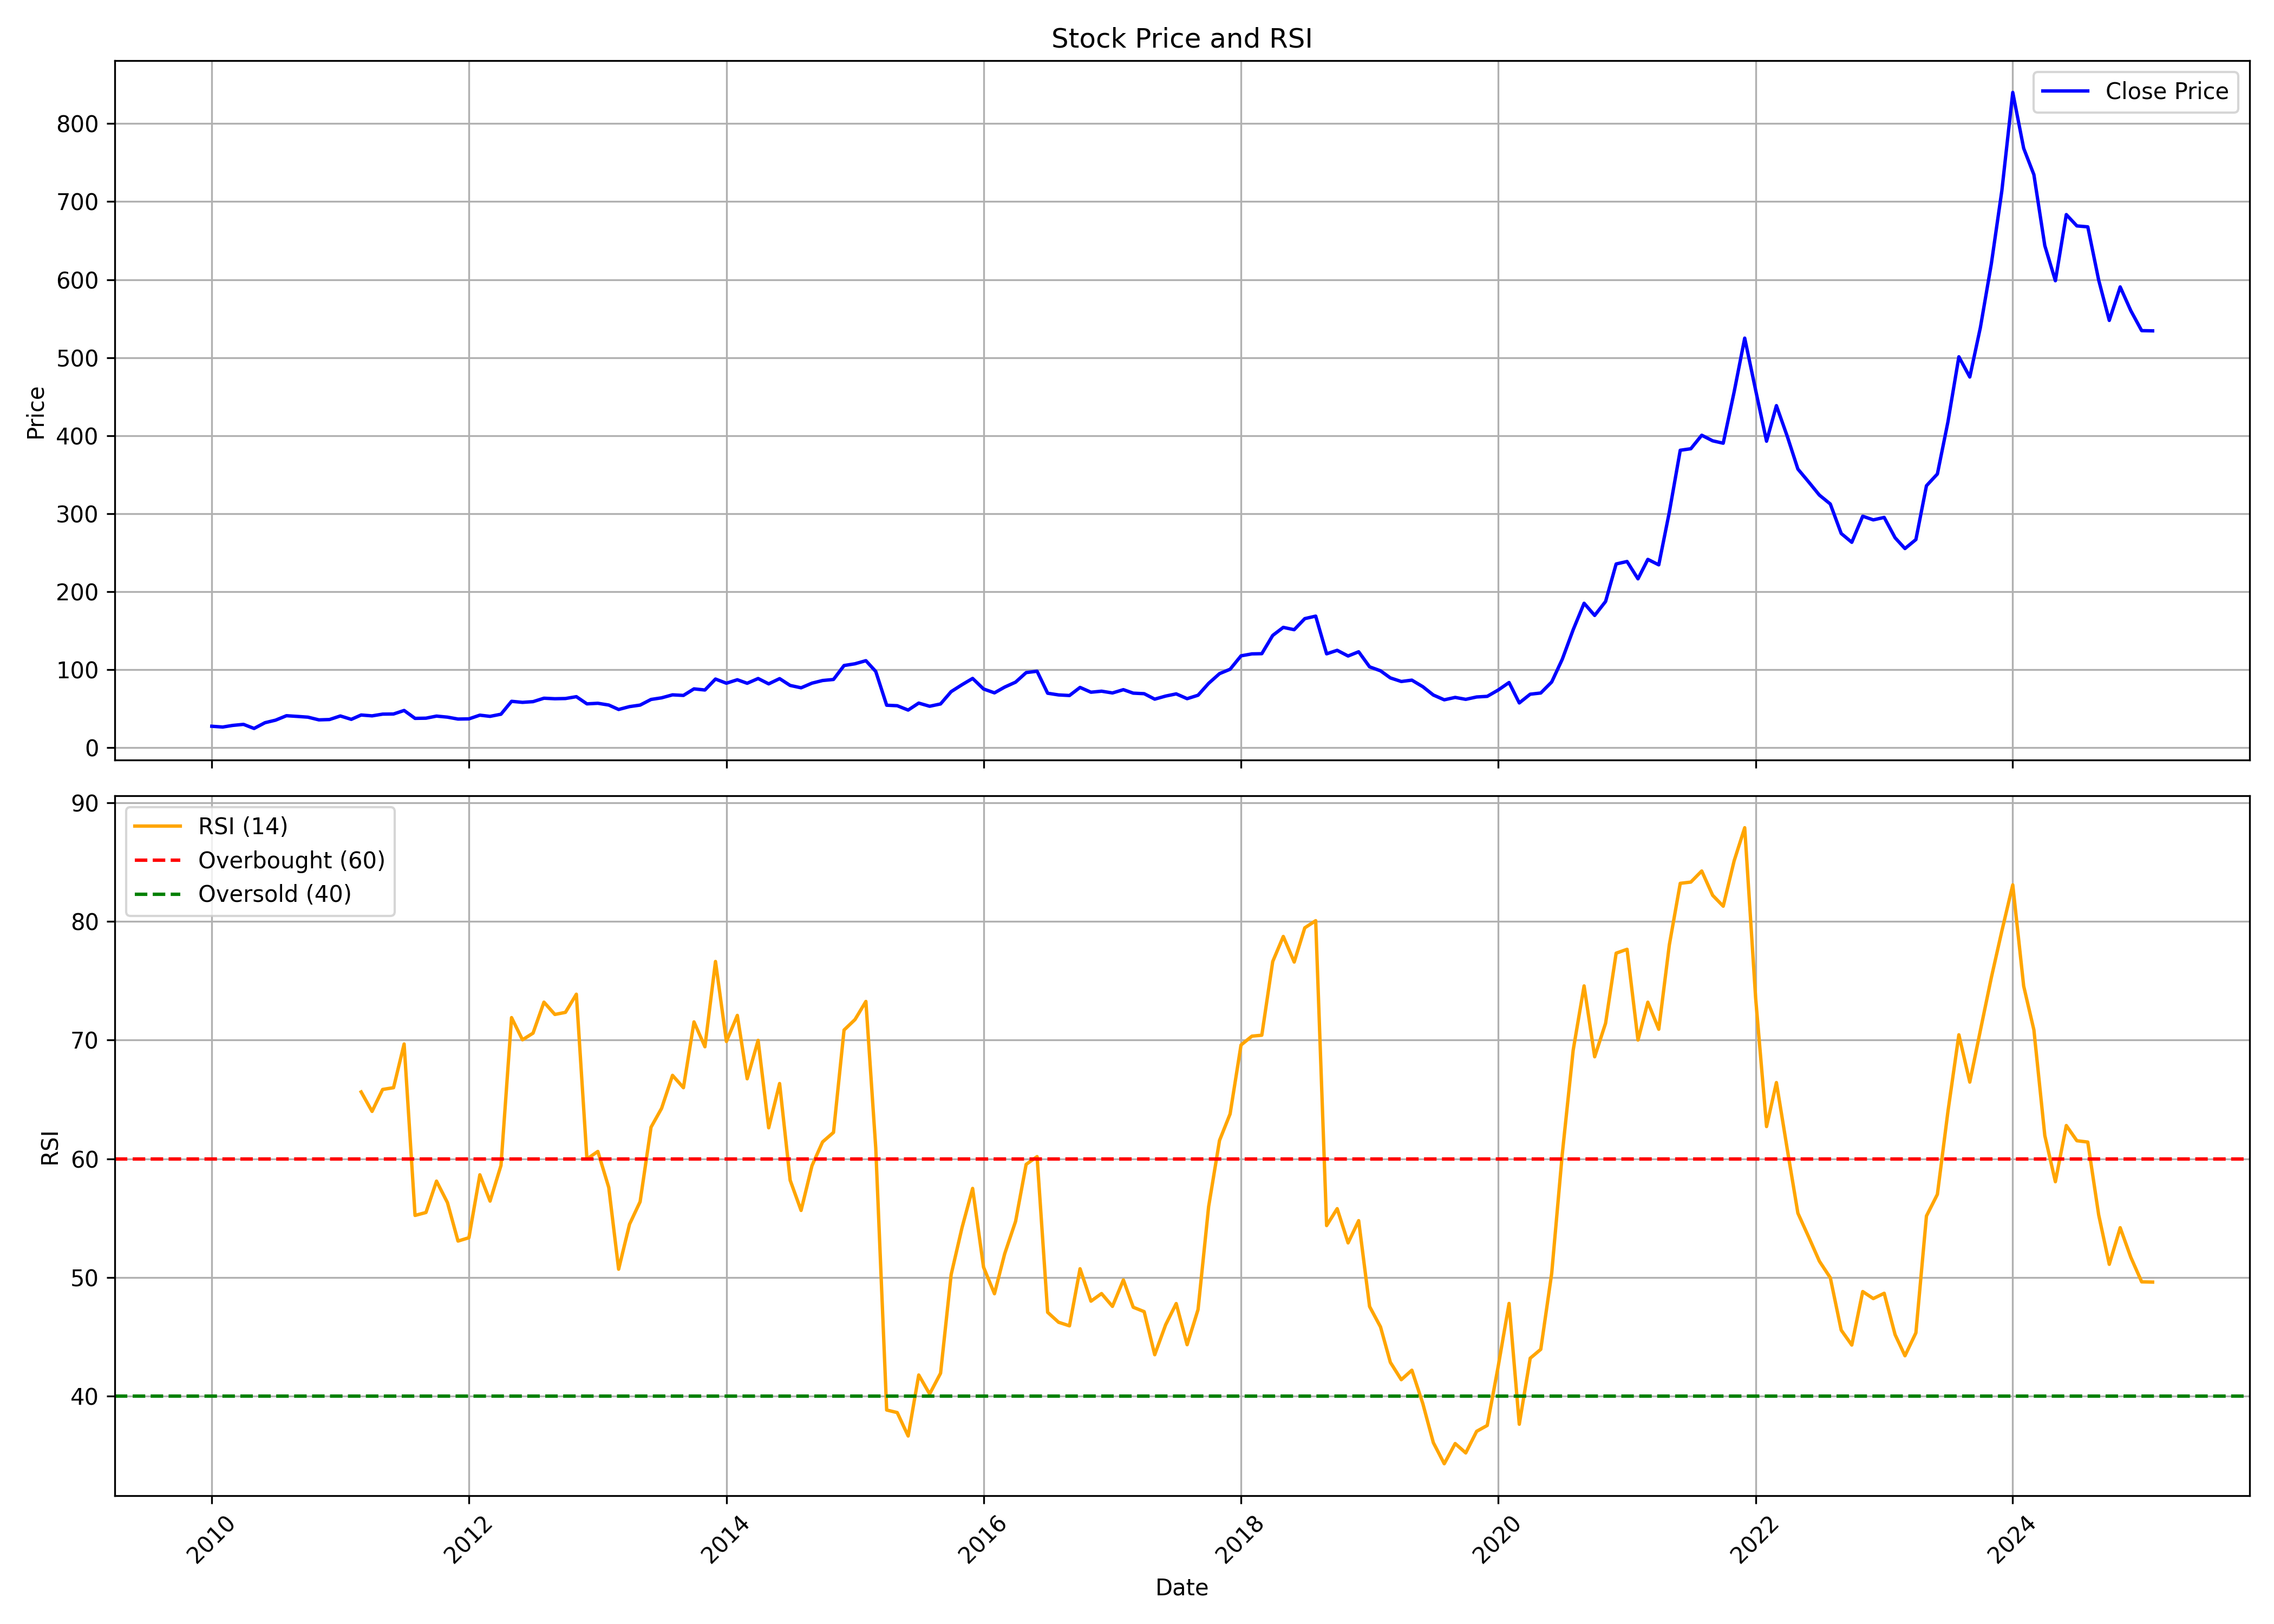 Stock Price and RSI
Close Price
800
700
600
500
400
300
200
100
0
Price
RSI (14)
Overbought (60)
Oversold (40)
90
80
70
60
50
40
RSI
2010
2012
2014
2016
2018
2020
2022
2024
Date